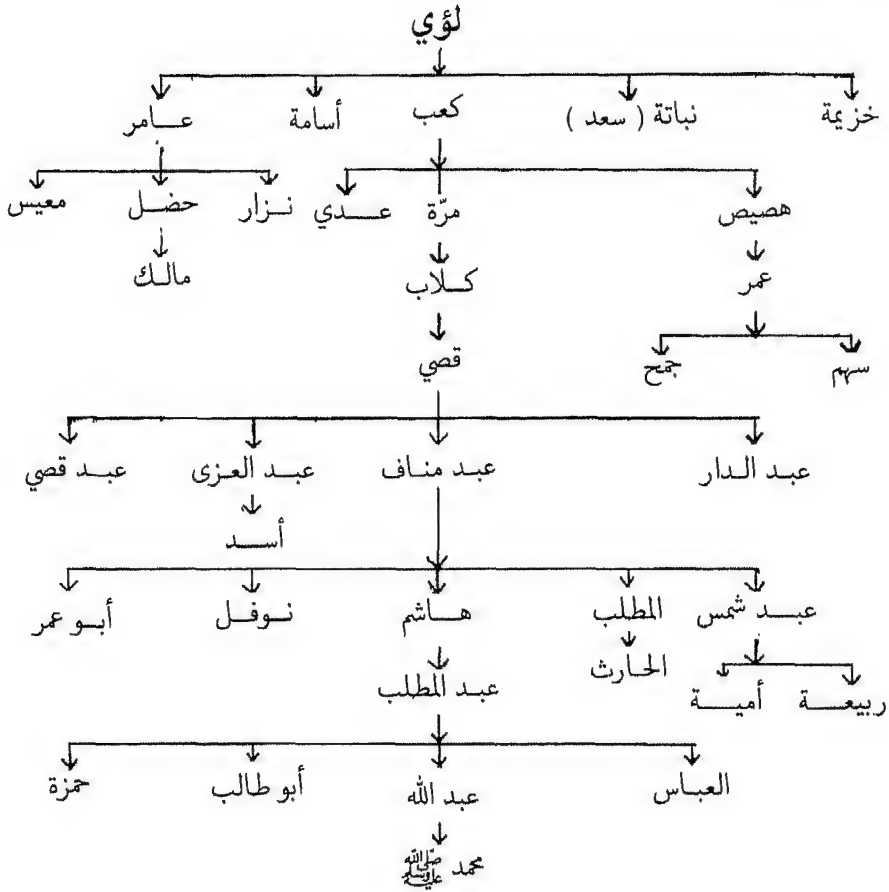 لؤي
خزيمة نباتة ( سعد ) كعب أسامة عامر
هصيص مرّة عدي نزار حضل معيس
عمر كلاب مالك
سهم جمح قصي
عبد الدار عبد مناف عبد العزى عبد قصي
أسد
عبد شمس المطلب هاشم نوفل أبو عمر
ربيعة أمية الحارث عبد المطلب
العباس عبد الله أبو طالب حمزة
محمد ﷺ